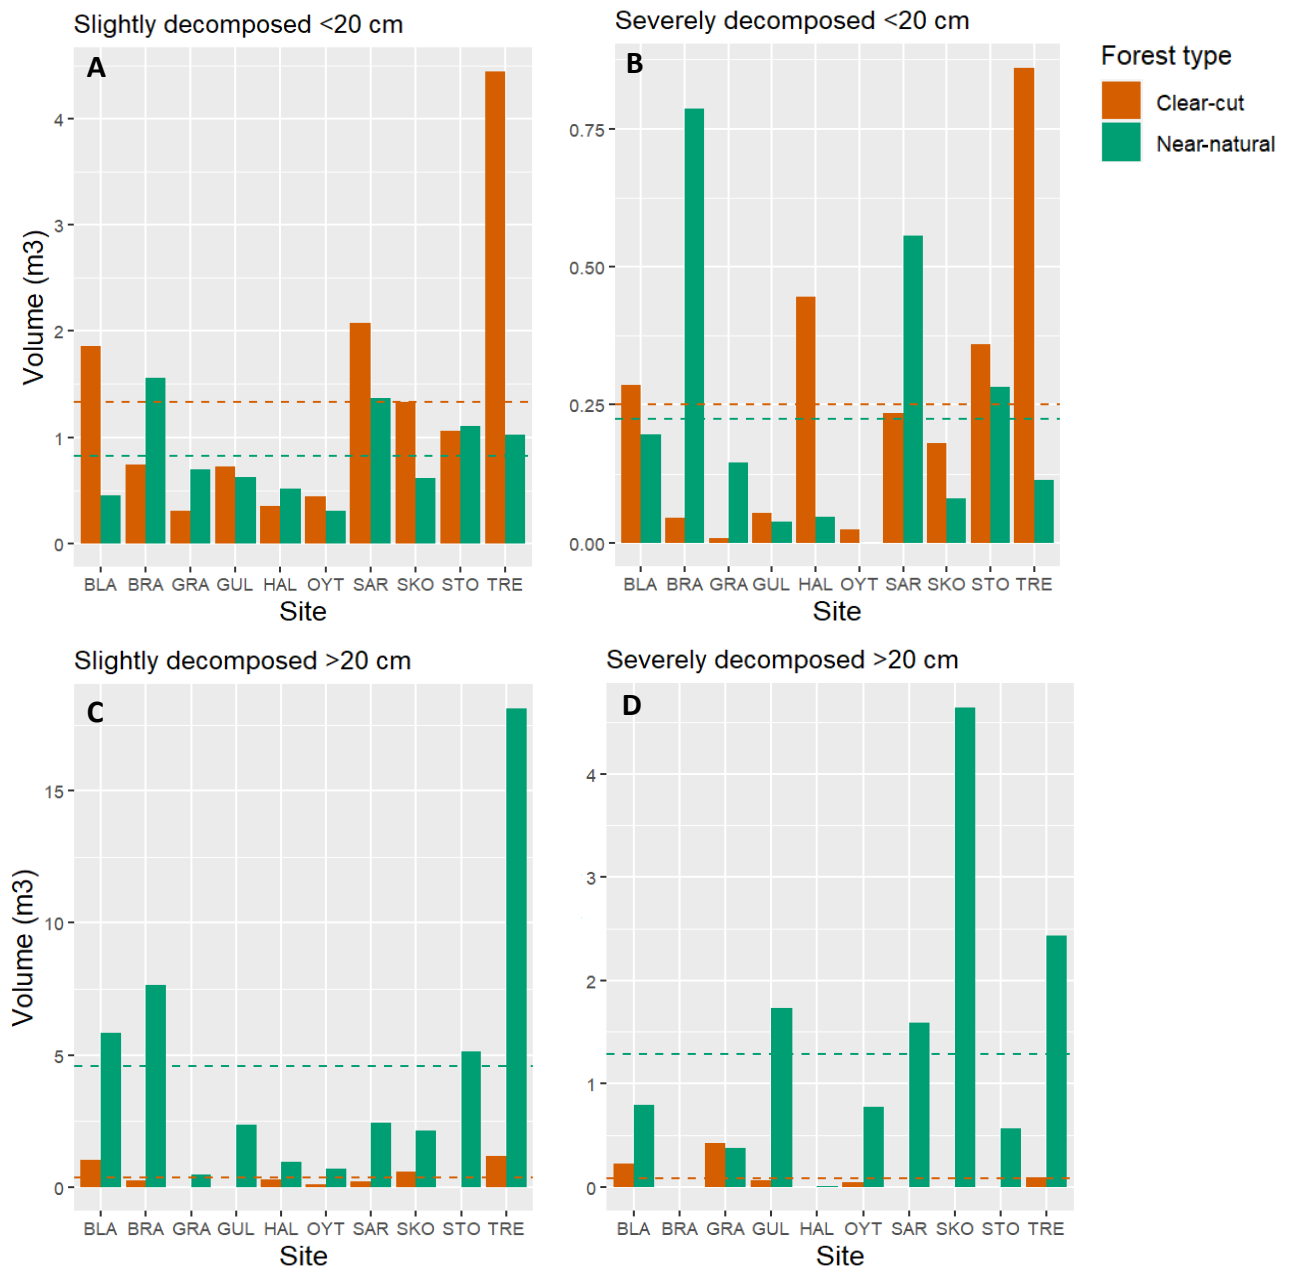 Slightly decomposed <20 cm
A
Volume (m3)
4
3
2
1
0
BLA BRA GRA GUL HAL OYT SAR SKO STO TRE
Site
Severely decomposed <20 cm
B
0.75
0.50
0.25
0.00
BLA BRA GRA GUL HAL OYT SAR SKO STO TRE
Site
Forest type
Clear-cut
Near-natural
Slightly decomposed >20 cm
C
Volume (m3)
15
10
5
0
BLA BRA GRA GUL HAL OYT SAR SKO STO TRE
Site
Severely decomposed >20 cm
D
4
3
2
1
0
BLA BRA GRA GUL HAL OYT SAR SKO STO TRE
Site